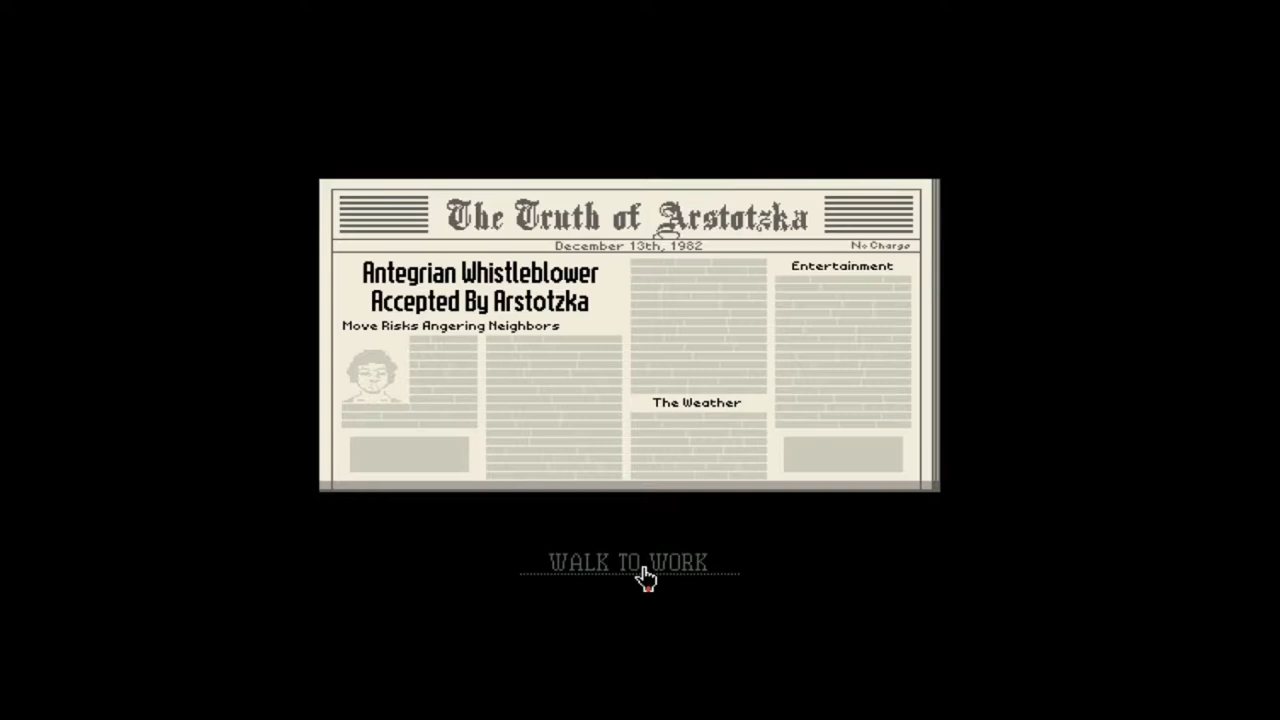 The Truth of Arstotzka
December 13th, 1982
No Charge
Antegrian Whistleblower
Accepted By Arstotzka
Move Risks Angering Neighbors
The Weather
Entertainment
WALK TO WORK